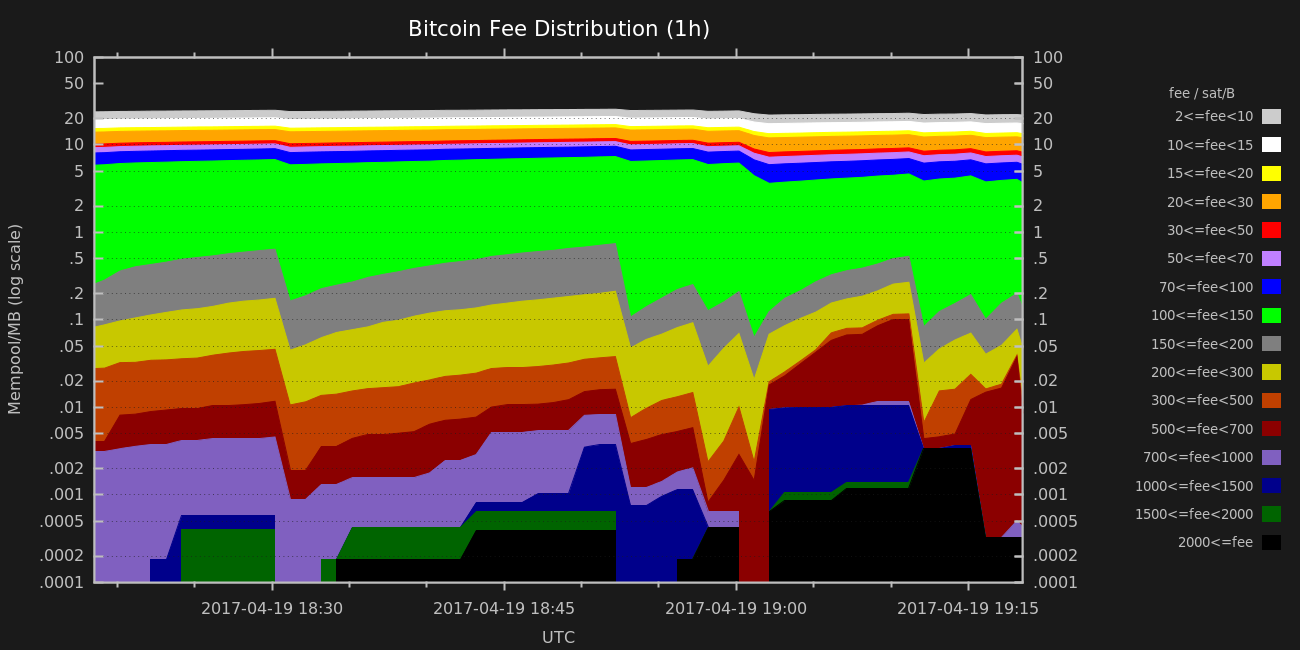 Bitcoin Fee Distribution (1h)
100 100
50 50
20 20
10 10
5 5
2 2
1 1
.5 .5
.2 .2
.1 .1
.05 .05
.02 .02
.01 .01
.005 .005
.002 .002
.001 .001
.0005 .0005
.0002 .0002
.0001 .0001
Mempool/MB (log scale)
2017-04-19 18:30 2017-04-19 18:45 2017-04-19 19:00 2017-04-19 19:15
UTC
fee / sat/B
2<=fee<10
10<=fee<15
15<=fee<20
20<=fee<30
30<=fee<50
50<=fee<70
70<=fee<100
100<=fee<150
150<=fee<200
200<=fee<300
300<=fee<500
500<=fee<700
700<=fee<1000
1000<=fee<1500
1500<=fee<2000
2000<=fee